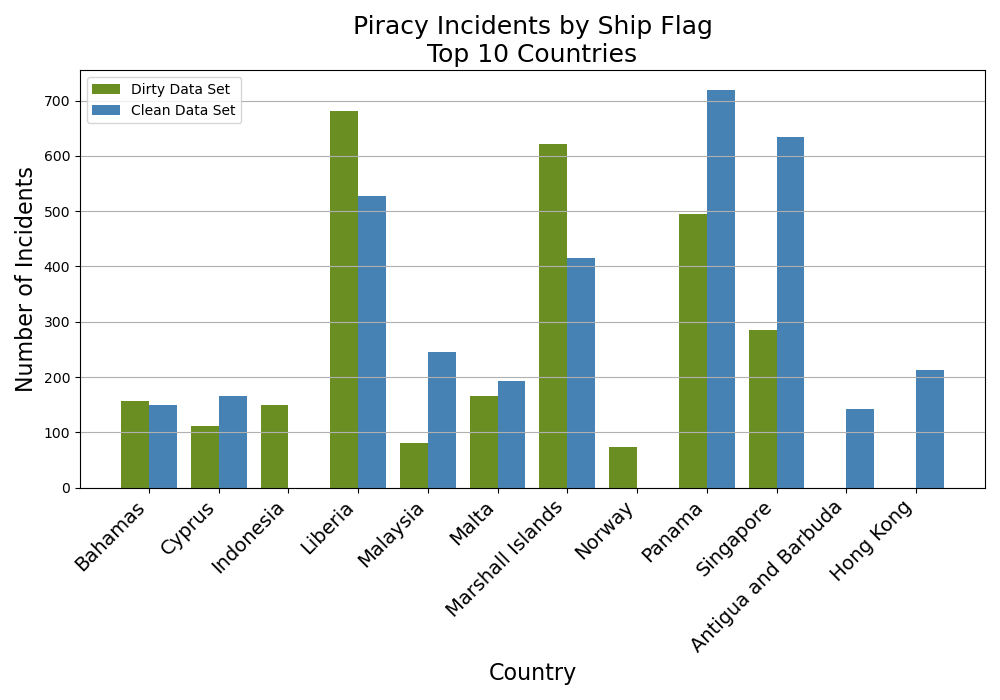 Piracy Incidents by Ship Flag
Top 10 Countries
Dirty Data Set
Clean Data Set
Number of Incidents
700
600
500
400
300
200
100
0
Bahamas
Cyprus
Indonesia
Liberia
Malaysia
Malta
Marshall Islands
Norway
Panama
Singapore
Antigua and Barbuda
Hong Kong
Country